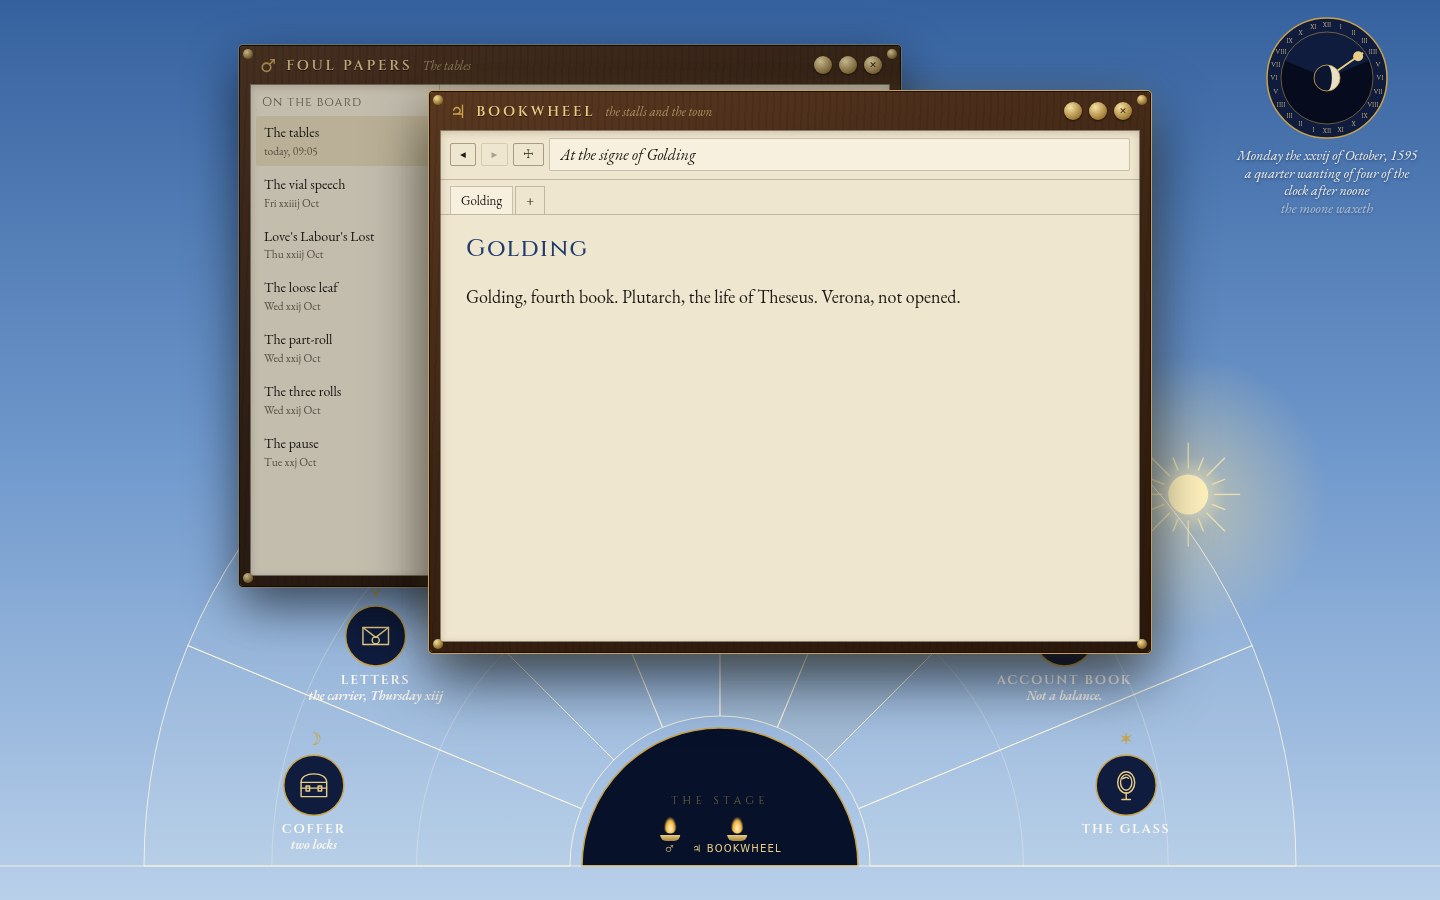 FOUL PAPERS The tables
ON THE BOARD
The tables
today, 09:05
The vial speech
Fri xxiiij Oct
Love's Labour's Lost
Thu xxiij Oct
The loose leaf
Wed xxij Oct
The part-roll
Wed xxij Oct
The three rolls
Wed xxij Oct
The pause
Tue xxj Oct
BOOKWHEEL the stalls and the town
At the signe of Golding
Golding +
GOLDING
Golding, fourth book. Plutarch, the life of Theseus. Verona, not opened.
Monday the xxvij of October, 1595
a quarter wanting of four of the
clock after noone
the moone waxeth
LETTERS
the carrier, Thursday xiij
COFFER
two locks
ACCOUNT BOOK
Not a balance.
THE GLASS
THE STAGE
♂ ♃ BOOKWHEEL